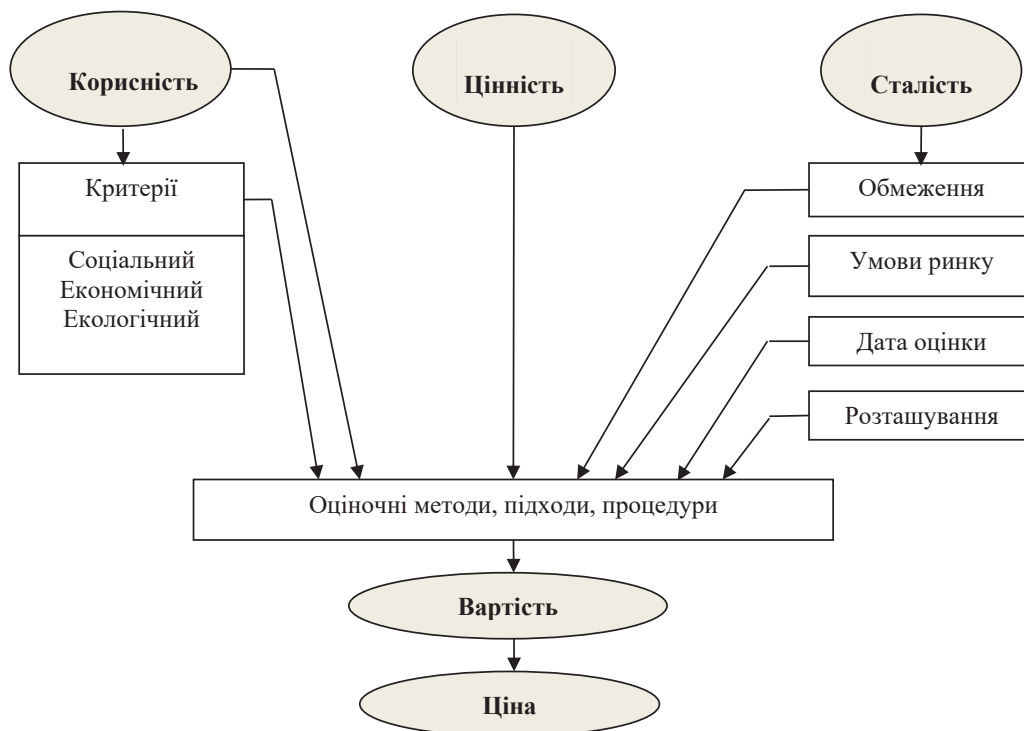 Корисність
Цінність
Сталість
Критерії
Соціальний
Економічний
Екологічний
Обмеження
Умови ринку
Дата оцінки
Розташування
Оціночні методи, підходи, процедури
Вартість
Ціна